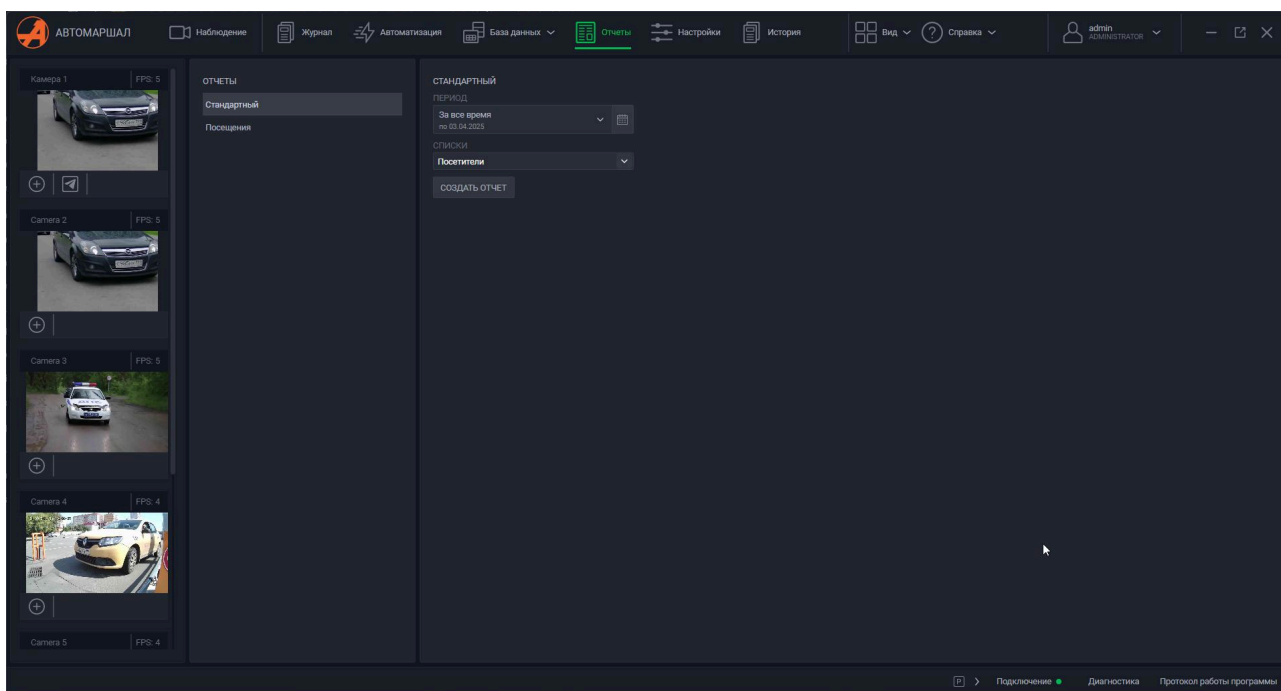 АВТОМАРШАЛ
Наблюдение
Журнал
Автоматизация
База данных
Отчеты
Настройки
История
Вид
Справка
admin
ADMINISTRATOR
Камера 1 FPS: 5
Camera 2 FPS: 5
Camera 3 FPS: 5
Camera 4 FPS: 4
Camera 5 FPS: 4
ОТЧЕТЫ
Стандартный
Посещения
СТАНДАРТНЫЙ
ПЕРИОД
За все время
по 03.04.2025
СПИСКИ
Посетители
СОЗДАТЬ ОТЧЕТ
P Подключение Диагностика Протокол работы программы